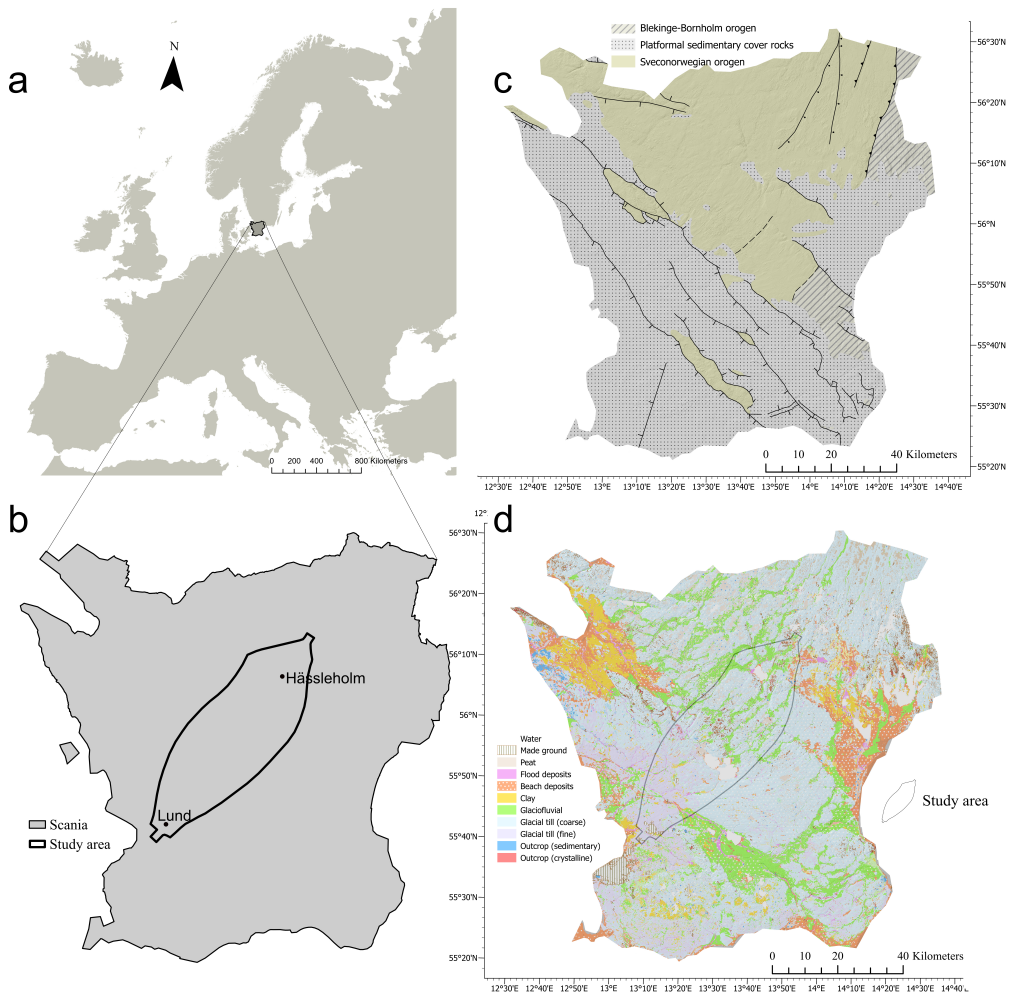 a
N
0 200 400 800 Kilometers
b
Hässleholm
Lund
Scania
Study area
c
Blekinge-Bornholm orogen
Platformal sedimentary cover rocks
Sveconorwegian orogen
56°30'N
56°20'N
56°10'N
56°N
55°50'N
55°40'N
55°30'N
55°20'N
0 10 20 40 Kilometers
12°30'E 12°50'E 13°E 13°10'E 13°20'E 13°30'E 13°40'E 13°50'E 14°E 14°10'E 14°20'E 14°40'E
d
12°
56°30'N
56°20'N
56°10'N
56°N
55°50'N
55°40'N
55°30'N
55°20'N
Water
Made ground
Peat
Flood deposits
Beach deposits
Clay
Glaciofluvial
Glacial till (coarse)
Glacial till (fine)
Outcrop (sedimentary)
Outcrop (crystalline)
Study area
0 10 20 40 Kilometers
12°30'E 12°50'E 13°E 13°10'E 13°20'E 13°30'E 13°40'E 13°50'E 14°E 14°10'E 14°20'E 14°30'E 14°40'E